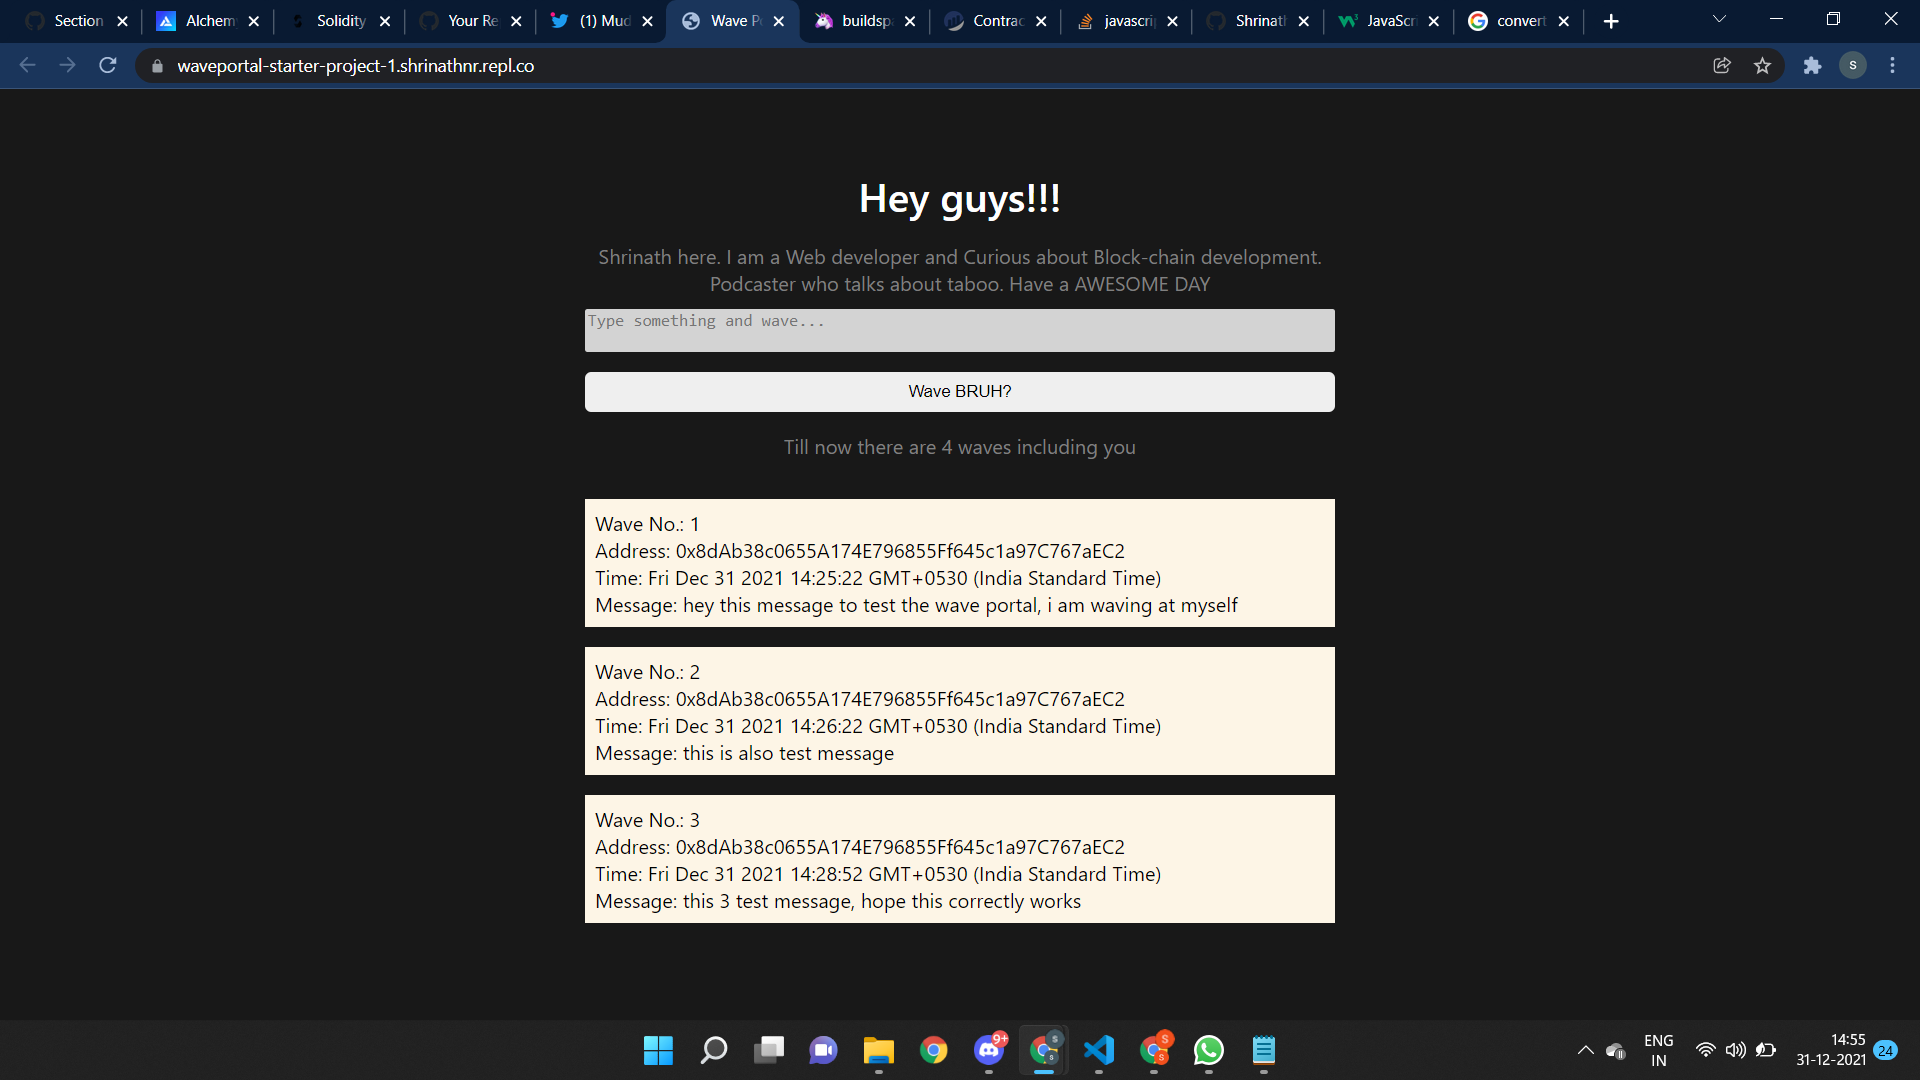 Section
Alchem
Solidity
Your Re
(1) Mud
Wave Po
buildspa
Contrac
javascrip
Shrinath
JavaScri
convert
waveportal-starter-project-1.shrinathnr.repl.co
s
Hey guys!!!
Shrinath here. I am a Web developer and Curious about Block-chain development.
Podcaster who talks about taboo. Have a AWESOME DAY
Type something and wave...
Wave BRUH?
Till now there are 4 waves including you
Wave No.: 1
Address: 0x8dAb38c0655A174E796855Ff645c1a97C767aEC2
Time: Fri Dec 31 2021 14:25:22 GMT+0530 (India Standard Time)
Message: hey this message to test the wave portal, i am waving at myself
Wave No.: 2
Address: 0x8dAb38c0655A174E796855Ff645c1a97C767aEC2
Time: Fri Dec 31 2021 14:26:22 GMT+0530 (India Standard Time)
Message: this is also test message
Wave No.: 3
Address: 0x8dAb38c0655A174E796855Ff645c1a97C767aEC2
Time: Fri Dec 31 2021 14:28:52 GMT+0530 (India Standard Time)
Message: this 3 test message, hope this correctly works
9+
S
S
S
S
ENG
IN
14:55
31-12-2021
24